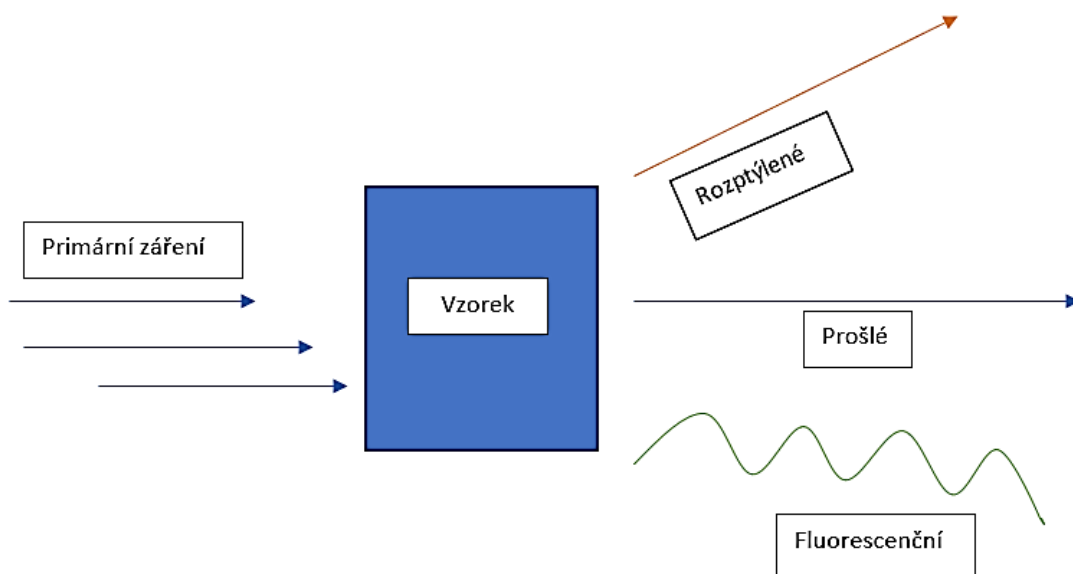 Rozptýlené
Primární záření
Vzorek
Prošlé
Fluorescenční